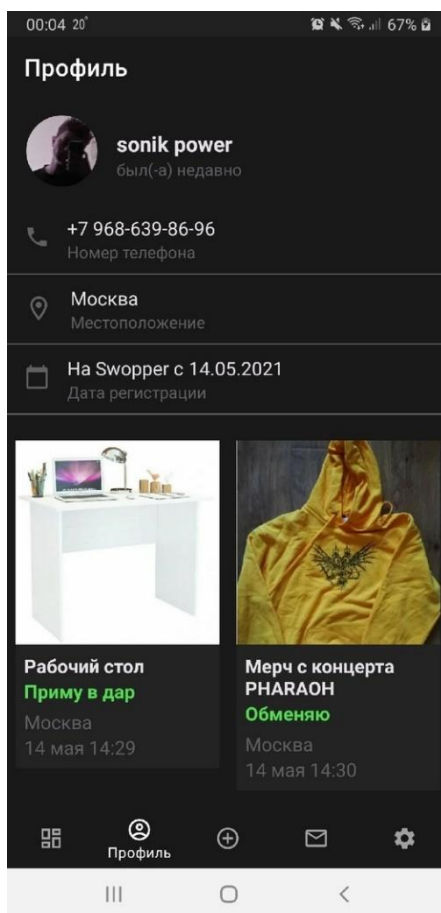 00:04 20° 67%
Профиль
sonik power
был(-а) недавно
+7 968-639-86-96
Номер телефона
Москва
Местоположение
На Swopper с 14.05.2021
Дата регистрации
Рабочий стол
Приму в дар
Москва
14 мая 14:29
Мерч с концерта
PHARAOH
Обменяю
Москва
14 мая 14:30
Профиль